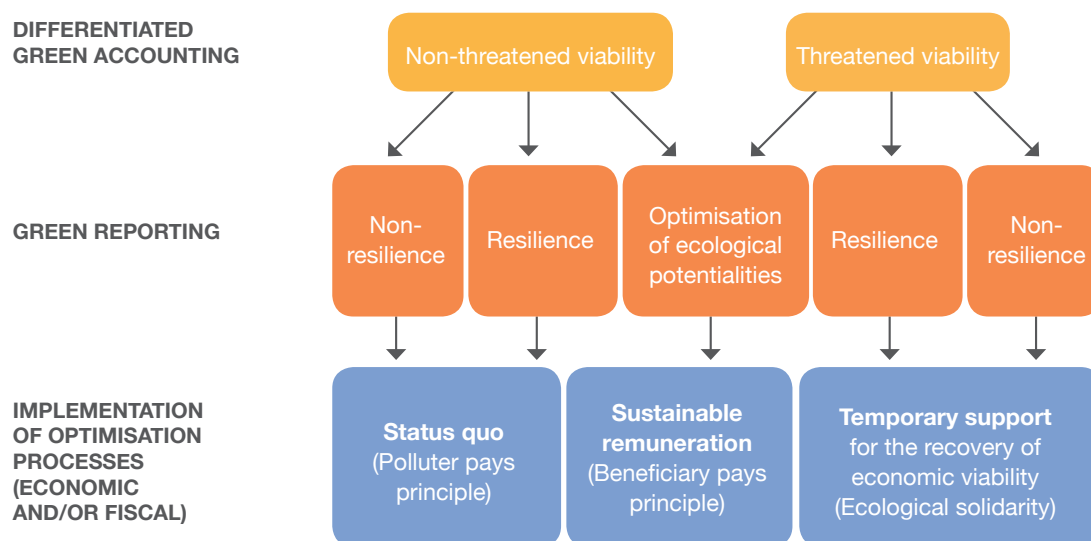 DIFFERENTIATED
GREEN ACCOUNTING
Non-threatened viability
Threatened viability
GREEN REPORTING
Non-
resilience
Resilience
Optimisation
of ecological
potentialities
Resilience
Non-
resilience
IMPLEMENTATION
OF OPTIMISATION
PROCESSES
(ECONOMIC
AND/OR FISCAL)
Status quo
(Polluter pays
principle)
Sustainable
remuneration
(Beneficiary pays
principle)
Temporary support
for the recovery of
economic viability
(Ecological solidarity)